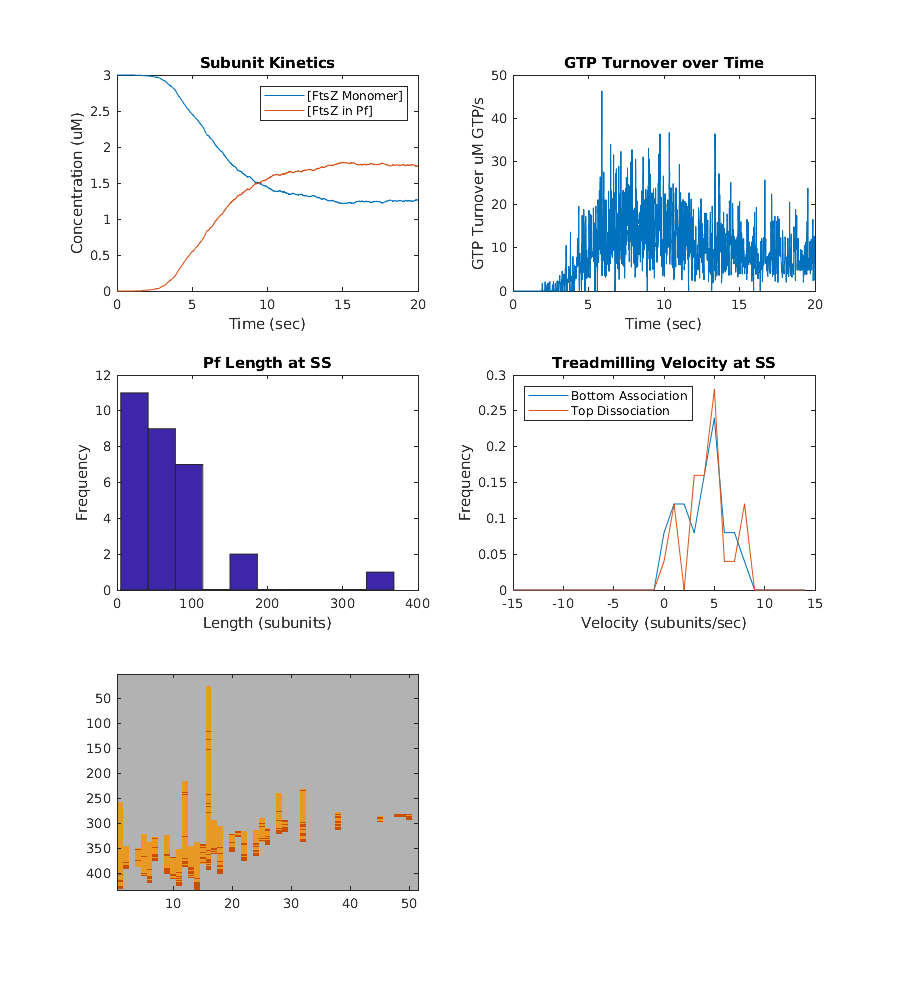 Subunit Kinetics
3
2.5
2
1.5
1
0.5
0
Concentration (uM)
[FtsZ Monomer]
[FtsZ in Pf]
0 5 10 15 20
Time (sec)
GTP Turnover over Time
50
40
30
20
10
0
GTP Turnover uM GTP/s
0 5 10 15 20
Time (sec)
Pf Length at SS
12
10
8
6
4
2
0
Frequency
0 100 200 300 400
Length (subunits)
Treadmilling Velocity at SS
0.3
0.25
0.2
0.15
0.1
0.05
0
Frequency
Bottom Association
Top Dissociation
-15 -10 -5 0 5 10 15
Velocity (subunits/sec)
50
100
150
200
250
300
350
400
10 20 30 40 50